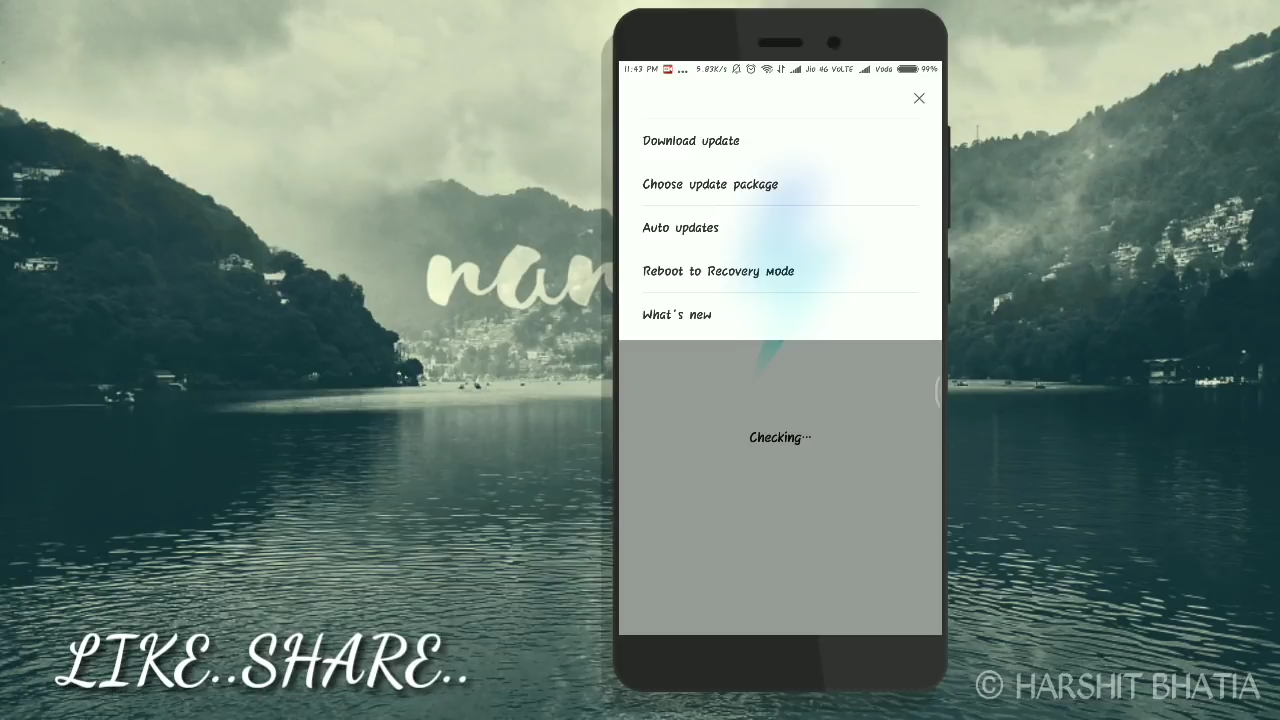 11:43 PM ... 5.83K/s Jio 4G VoLTE Voda 99%
Download update
Choose update package
Auto updates
Reboot to Recovery mode
What's new
Checking...
LIKE..SHARE..
© HARSHIT BHATIA